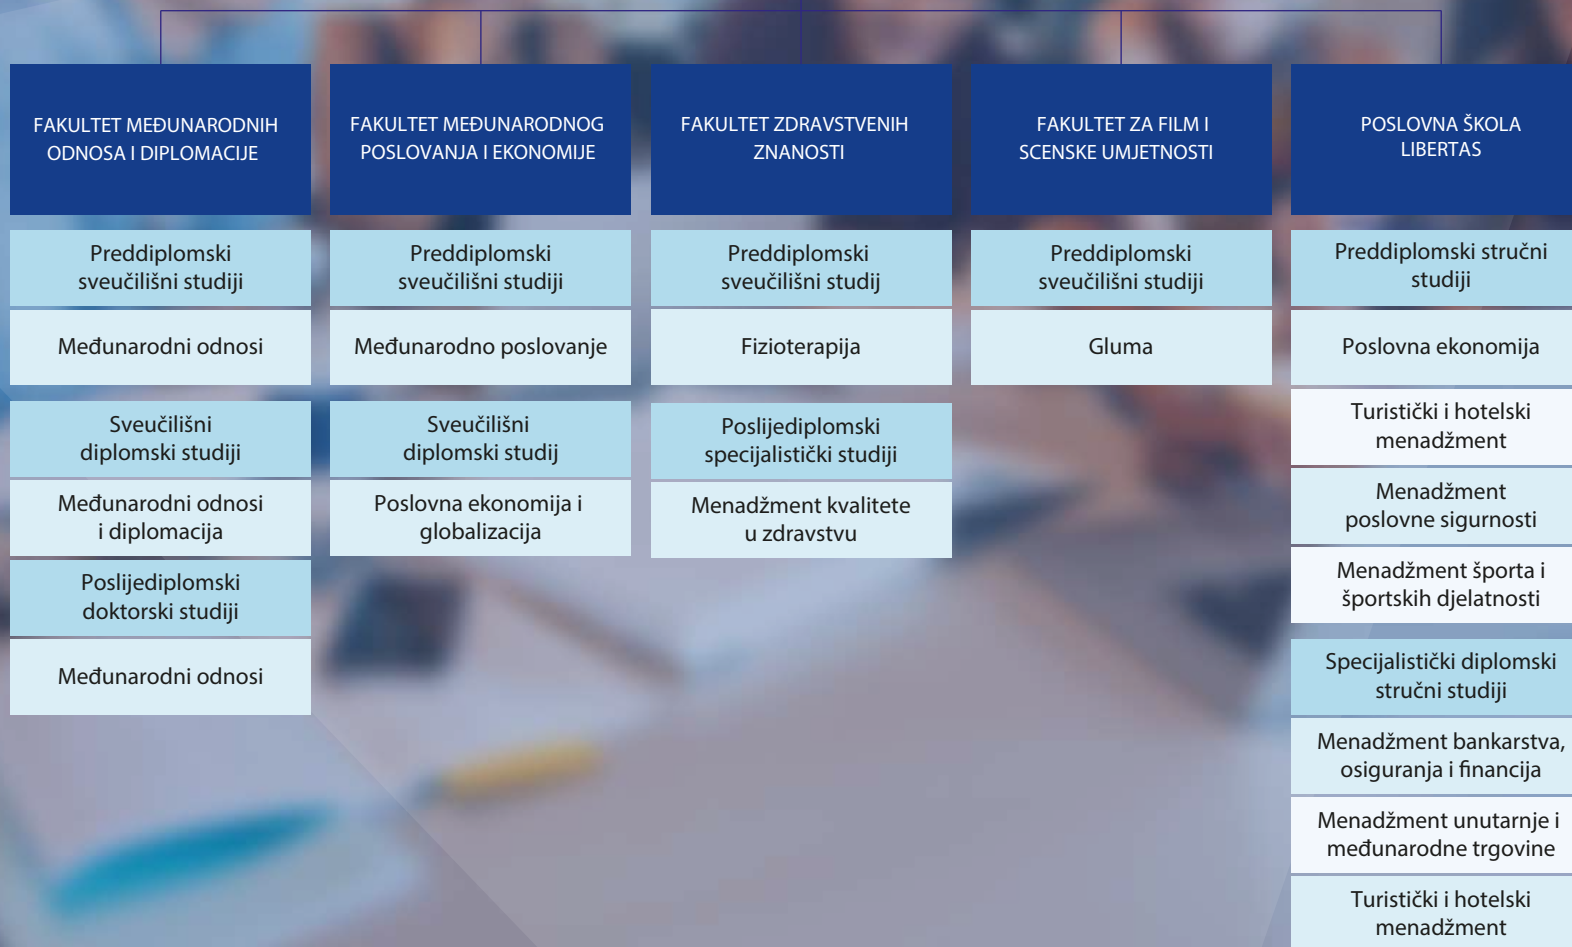 FAKULTET MEĐUNARODNIH
ODNOSA I DIPLOMACIJE
Preddiplomski
sveučilišni studiji
Međunarodni odnosi
Sveučilišni
diplomski studiji
Međunarodni odnosi
i diplomacija
Poslijediplomski
doktorski studiji
Međunarodni odnosi
FAKULTET MEĐUNARODNOG
POSLOVANJA I EKONOMIJE
Preddiplomski
sveučilišni studiji
Međunarodno poslovanje
Sveučilišni
diplomski studij
Poslovna ekonomija i
globalizacija
FAKULTET ZDRAVSTVENIH
ZNANOSTI
Preddiplomski
sveučilišni studij
Fizioterapija
Poslijediplomski
specijalistički studiji
Menadžment kvalitete
u zdravstvu
FAKULTET ZA FILM I
SCENSKE UMJETNOSTI
Preddiplomski
sveučilišni studiji
Gluma
POSLOVNA ŠKOLA
LIBERTAS
Preddiplomski stručni
studiji
Poslovna ekonomija
Turistički i hotelski
menadžment
Menadžment
poslovne sigurnosti
Menadžment športa i
športskih djelatnosti
Specijalistički diplomski
stručni studiji
Menadžment bankarstva,
osiguranja i financija
Menadžment unutarnje i
međunarodne trgovine
Turistički i hotelski
menadžment